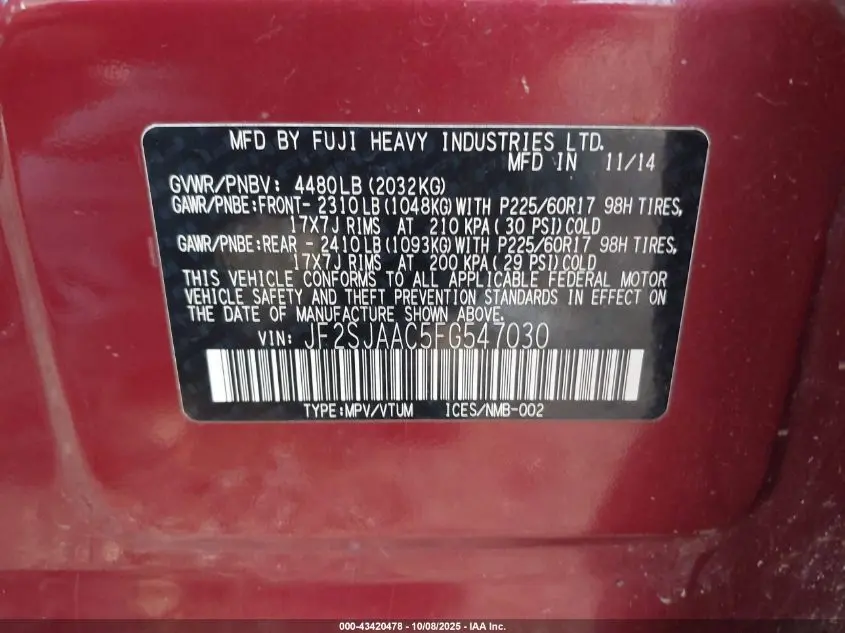 MFD BY FUJI HEAVY INDUSTRIES LTD.
MFD IN 11/14
GVWR/PNBV: 4480LB (2032KG)
GAWR/PNBE:FRONT- 2310LB (1048KG) WITH P225/60R17 98H TIRES,
17X7J RIMS AT 210 KPA ( 30 PSI) COLD
GAWR/PNBE:REAR - 2410LB (1093KG) WITH P225/60R17 98H TIRES,
17X7J RIMS AT 200 KPA ( 29 PSI) COLD
THIS VEHICLE CONFORMS TO ALL APPLICABLE FEDERAL MOTOR
VEHICLE SAFETY AND THEFT PREVENTION STANDARDS IN EFFECT ON
THE DATE OF MANUFACTURE SHOWN ABOVE.
VIN: JF2SJAAC5FG547030
TYPE:MPV/VTUM ICES/NMB-002
000-43420478 - 10/08/2025 - IAA Inc.